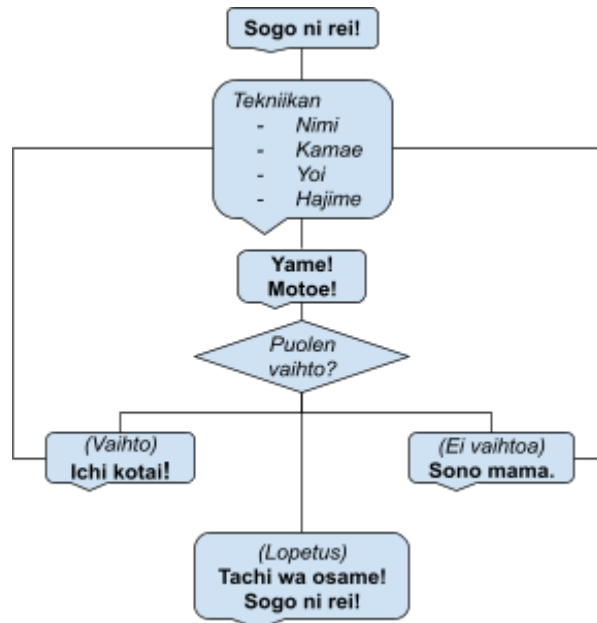 Sogo ni rei!
Tekniikan
- Nimi
- Kamae
- Yoi
- Hajime
Yame!
Motoe!
Puolen
vaihto?
(Vaihto)
Ichi kotai!
(Ei vaihtoa)
Sono mama.
(Lopetus)
Tachi wa osame!
Sogo ni rei!